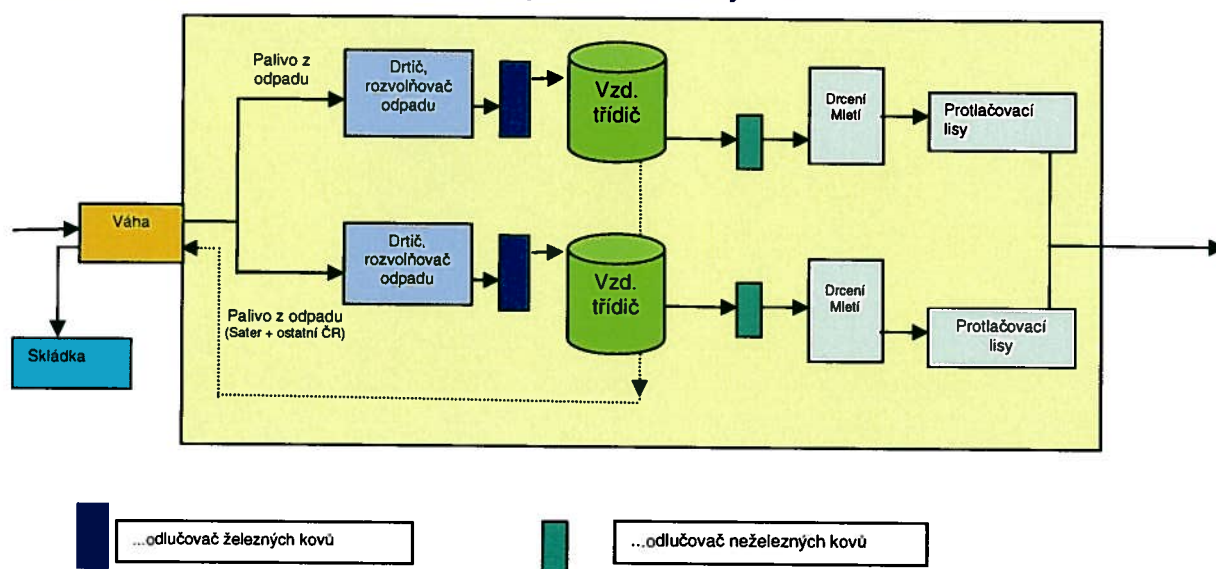 Palivo z
odpadu
Drtič,
rozvolňovač
odpadu
Vzd.
třídič
Drcení
Mletí
Protlačovací
lisy
Váha
Drtič,
rozvolňovač
odpadu
Vzd.
třídič
Drcení
Mletí
Protlačovací
lisy
Palivo z odpadu
(Sater + ostatní ČR)
Skládka
...odlučovač železných kovů
...odlučovač neželezných kovů